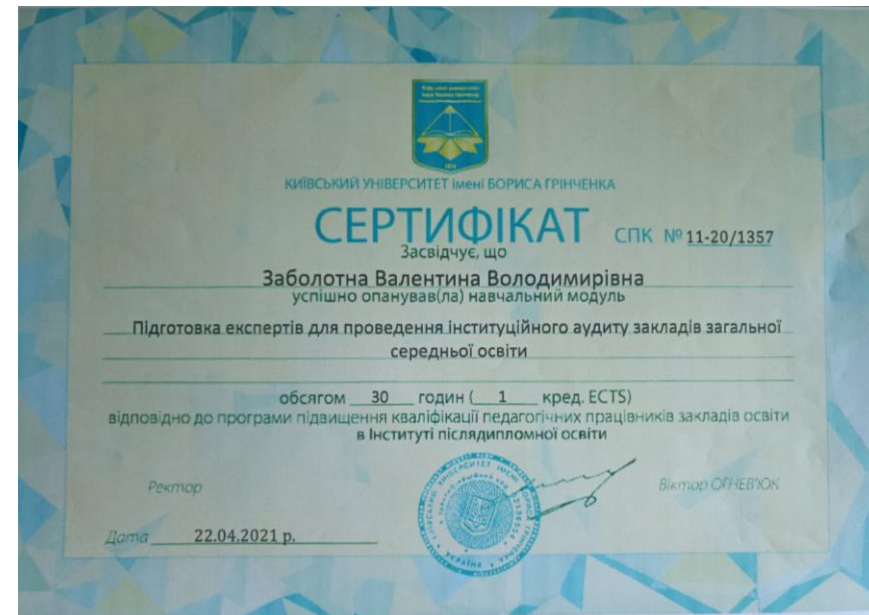 КИЇВСЬКИЙ УНІВЕРСИТЕТ імені БОРИСА ГРІНЧЕНКА
СЕРТИФІКАТ СПК № 11-20/1357
Засвідчує, що
Заболотна Валентина Володимирівна
успішно опанував(ла) навчальний модуль
Підготовка експертів для проведення інституційного аудиту закладів загальної
середньої освіти
обсягом 30 годин ( 1 кред. ECTS)
відповідно до програми підвищення кваліфікації педагогічних працівників закладів освіти
в Інституті післядипломної освіти
Ректор Віктор ОГНЕВ'ЮК
Дата 22.04.2021 р.